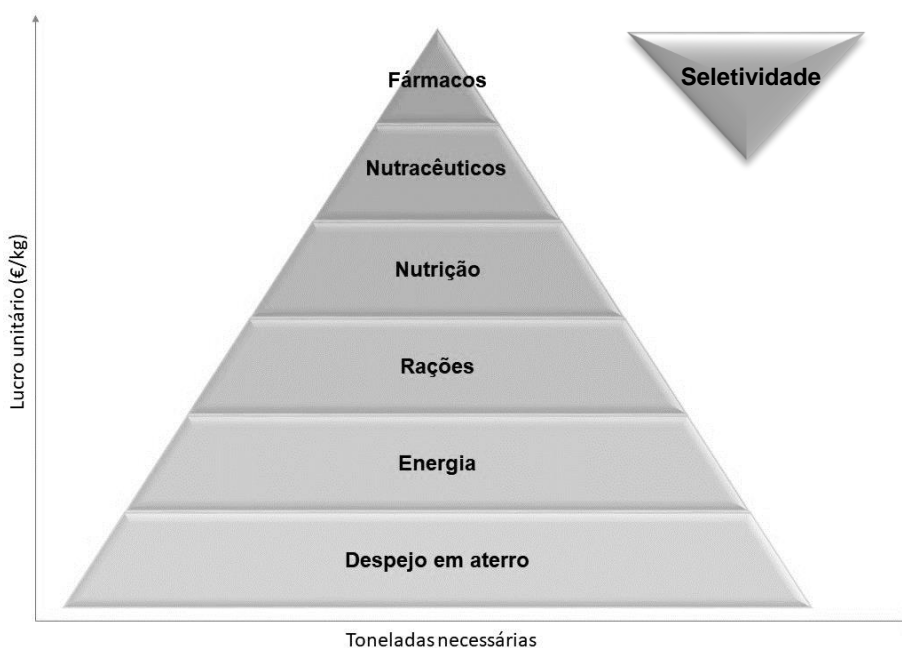 Fármacos
Seletividade
Nutracêuticos
Nutrição
Rações
Energia
Despejo em aterro
Lucro unitário (€/kg)
Toneladas necessárias